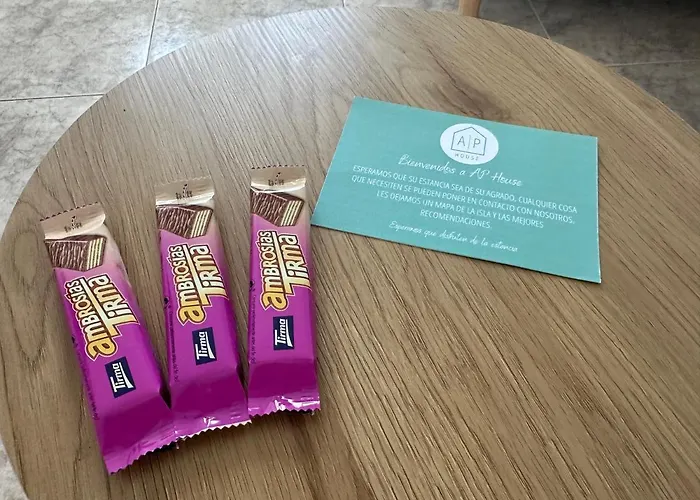 A|P
HOUSE
Bienvenidos a AP House
ESPERAMOS QUE SU ESTANCIA SEA DE SU AGRADO, CUALQUIER COSA
QUE NECESITEN SE PUEDEN PONER EN CONTACTO CON NOSOTROS.
LES DEJAMOS UN MAPA DE LA ISLA Y LAS MEJORES
RECOMENDACIONES.
Esperamos que disfruten de la estancia
AMBROSÍAS
Tirma
Tirma
AMBROSÍAS
Tirma
Tirma
AMBROSÍAS
Tirma
Tirma